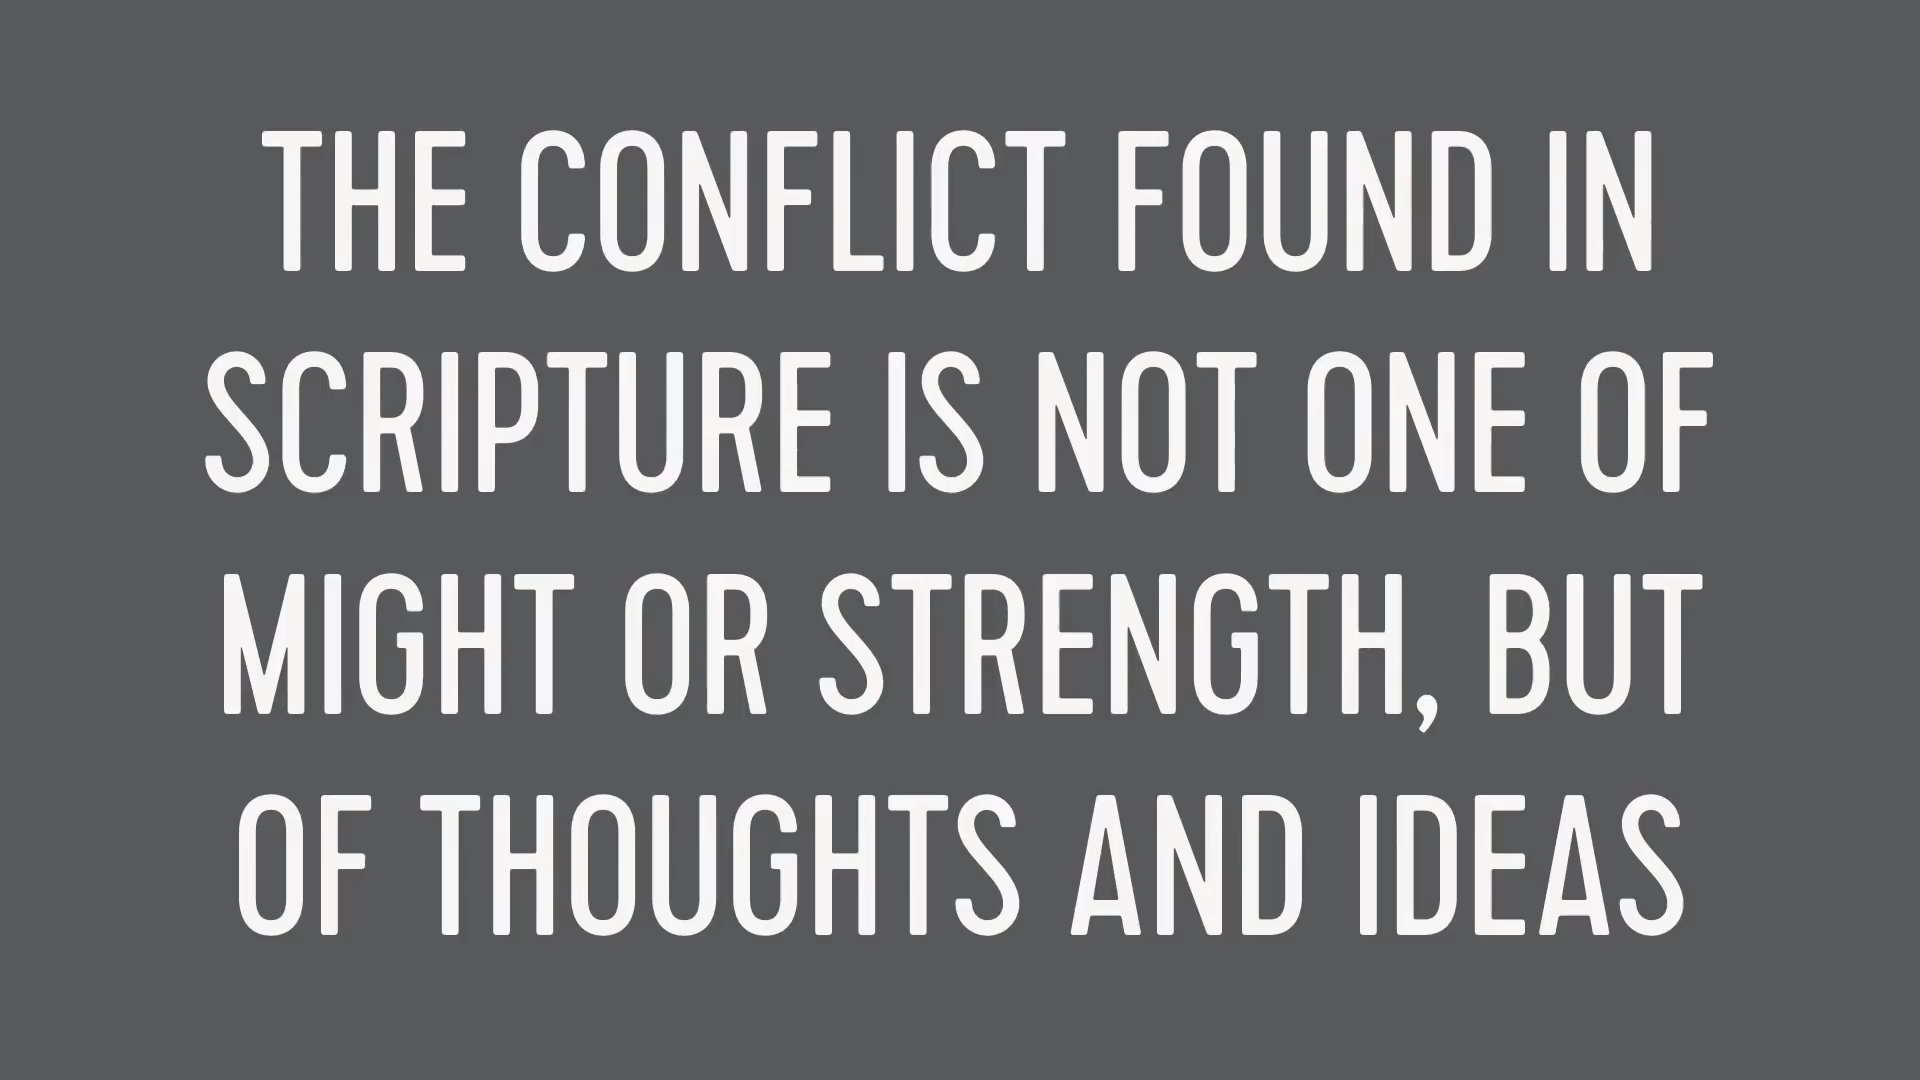 THE CONFLICT FOUND IN
SCRIPTURE IS NOT ONE OF
MIGHT OR STRENGTH, BUT
OF THOUGHTS AND IDEAS